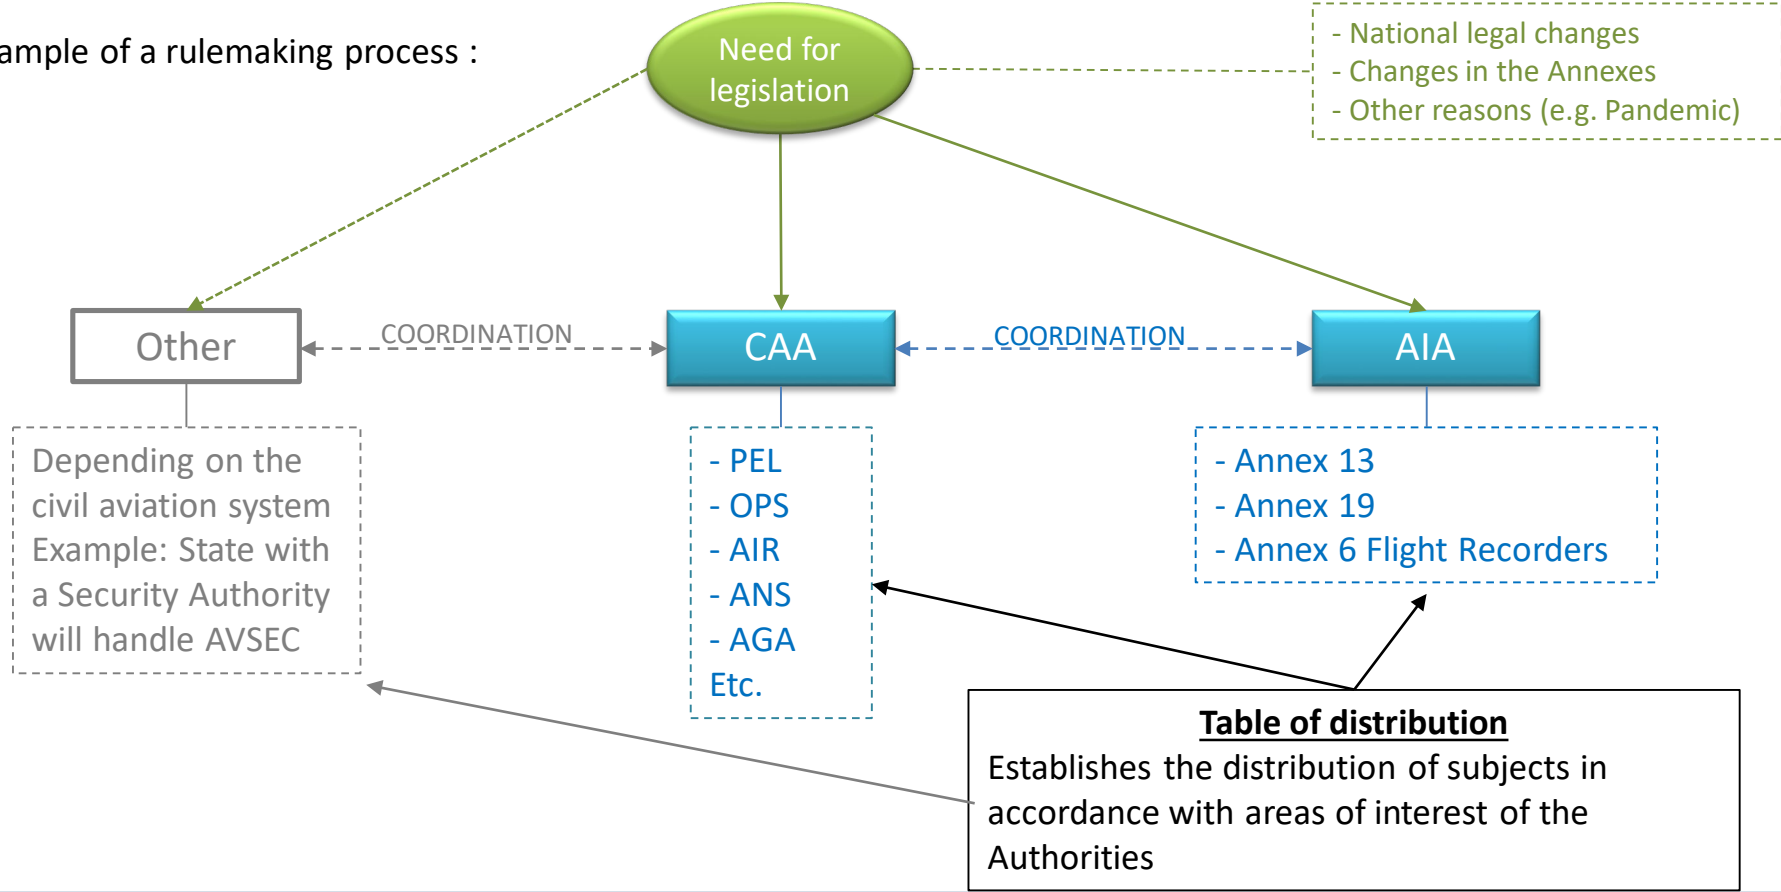 ample of a rulemaking process :
Need for
legislation
- National legal changes
- Changes in the Annexes
- Other reasons (e.g. Pandemic)
Other
COORDINATION
CAA
COORDINATION
AIA
Depending on the
civil aviation system
Example: State with
a Security Authority
will handle AVSEC
- PEL
- OPS
- AIR
- ANS
- AGA
Etc.
- Annex 13
- Annex 19
- Annex 6 Flight Recorders
Table of distribution
Establishes the distribution of subjects in
accordance with areas of interest of the
Authorities